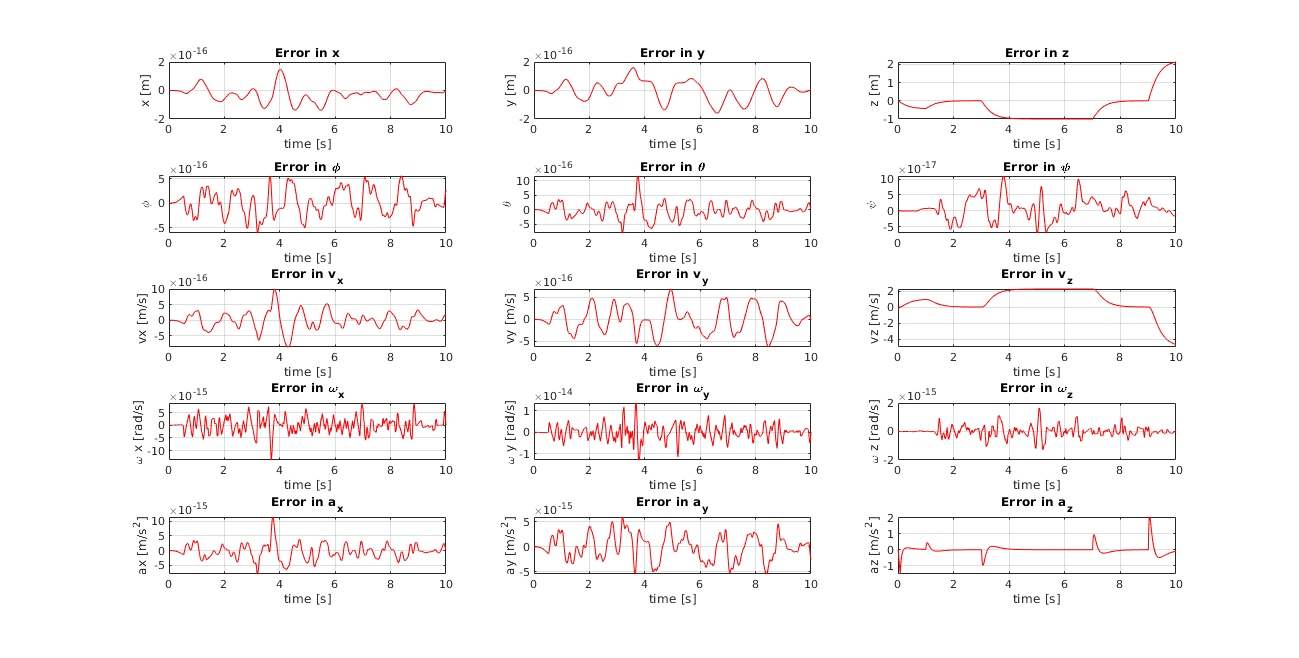 Error in x
×10-16
x [m]
2
0
-2
0 2 4 6 8 10
time [s]
Error in y
×10-16
y [m]
2
0
-2
0 2 4 6 8 10
time [s]
Error in z
z [m]
2
1
0
-1
0 2 4 6 8 10
time [s]
Error in ϕ
×10-16
ϕ
5
0
-5
0 2 4 6 8 10
time [s]
Error in θ
×10-16
θ
10
5
0
-5
0 2 4 6 8 10
time [s]
Error in ψ
×10-17
ψ
10
5
0
-5
0 2 4 6 8 10
time [s]
Error in vx
×10-16
vx [m/s]
10
5
0
-5
0 2 4 6 8 10
time [s]
Error in vy
×10-16
vy [m/s]
5
0
-5
0 2 4 6 8 10
time [s]
Error in vz
vz [m/s]
2
0
-2
-4
0 2 4 6 8 10
time [s]
Error in ωx
×10-15
ω x [rad/s]
5
0
-5
-10
0 2 4 6 8 10
time [s]
Error in ωy
×10-14
ω y [rad/s]
1
0
-1
0 2 4 6 8 10
time [s]
Error in ωz
×10-15
ω z [rad/s]
2
0
-2
0 2 4 6 8 10
time [s]
Error in ax
×10-15
ax [m/s2]
10
5
0
-5
0 2 4 6 8 10
time [s]
Error in ay
×10-15
ay [m/s2]
5
0
-5
0 2 4 6 8 10
time [s]
Error in az
az [m/s2]
2
1
0
-1
0 2 4 6 8 10
time [s]